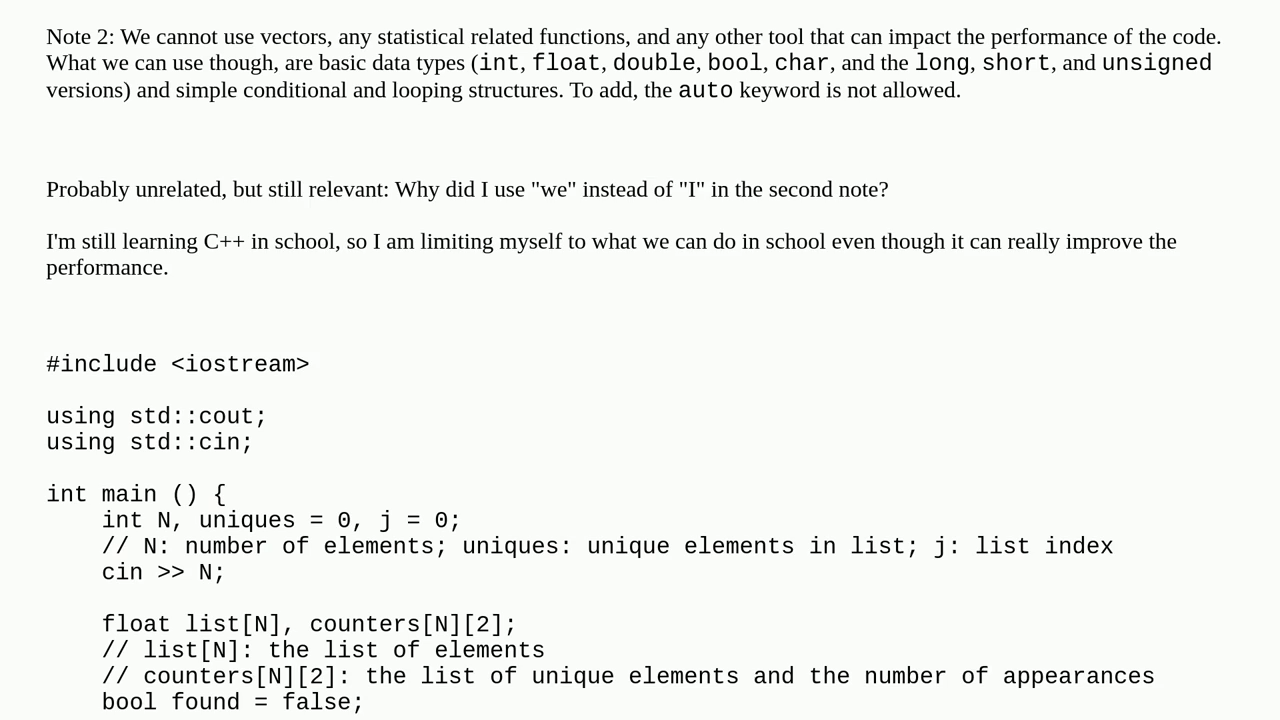 Note 2: We cannot use vectors, any statistical related functions, and any other tool that can impact the performance of the code.
What we can use though, are basic data types (int, float, double, bool, char, and the long, short, and unsigned
versions) and simple conditional and looping structures. To add, the auto keyword is not allowed.
Probably unrelated, but still relevant: Why did I use "we" instead of "I" in the second note?
I'm still learning C++ in school, so I am limiting myself to what we can do in school even though it can really improve the
performance.
#include <iostream>
using std::cout;
using std::cin;
int main () {
    int N, uniques = 0, j = 0;
    // N: number of elements; uniques: unique elements in list; j: list index
    cin >> N;
    float list[N], counters[N][2];
    // list[N]: the list of elements
    // counters[N][2]: the list of unique elements and the number of appearances
    bool found = false;